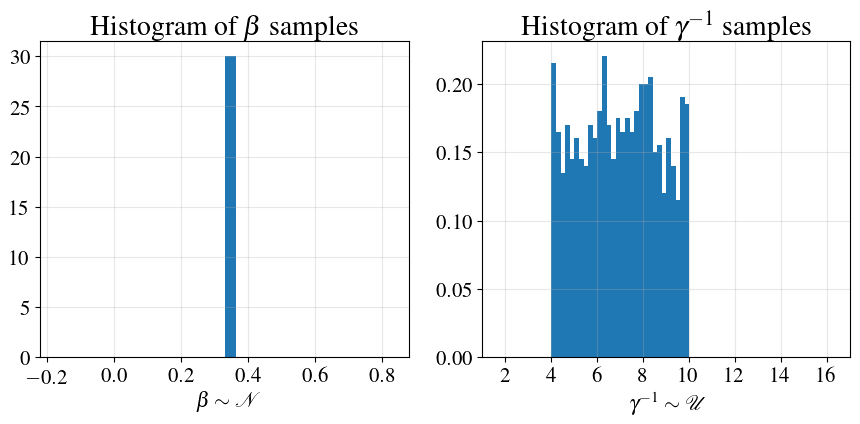 Histogram of β samples
30
25
20
15
10
5
0
−0.2 0.0 0.2 0.4 0.6 0.8
β ∼ 𝒩
Histogram of γ⁻¹ samples
0.20
0.15
0.10
0.05
0.00
2 4 6 8 10 12 14 16
γ⁻¹ ∼ 𝒰